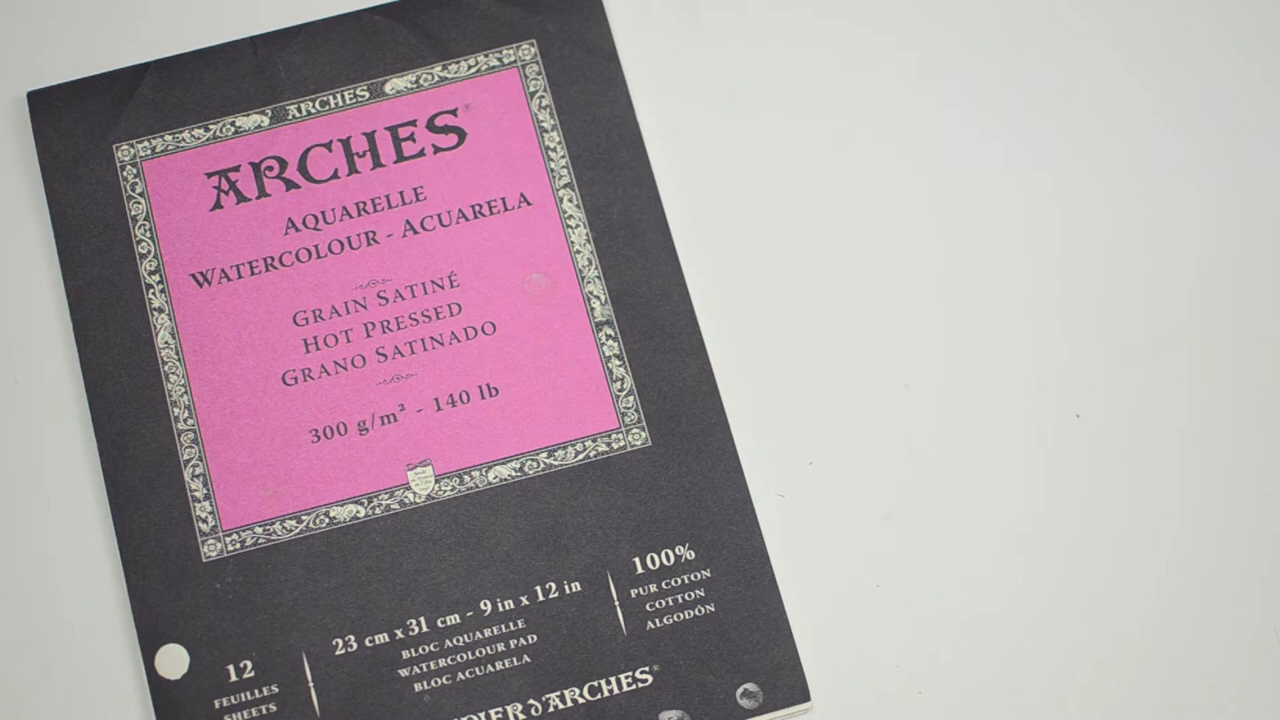 ARCHES
ARCHES®
AQUARELLE
WATERCOLOUR - ACUARELA
GRAIN SATINÉ
HOT PRESSED
GRANO SATINADO
300 g/m² - 140 lb
12
FEUILLES
SHEETS
23 cm x 31 cm - 9 in x 12 in
BLOC AQUARELLE
WATERCOLOUR PAD
BLOC ACUARELA
100%
PUR COTON
COTTON
ALGODÓN
D'ARCHES®